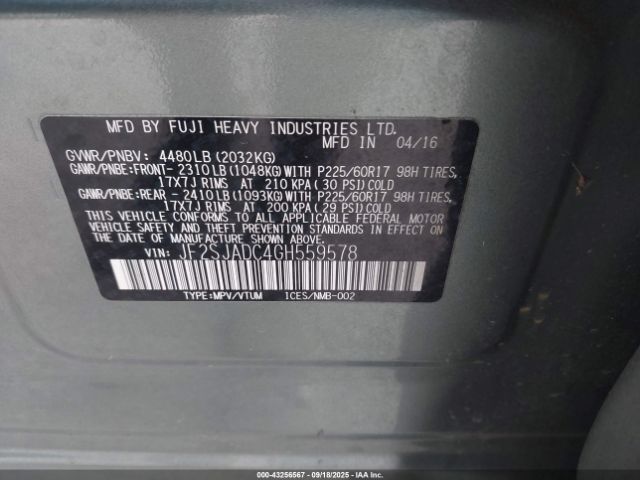 MFD BY FUJI HEAVY INDUSTRIES LTD.
MFD IN 04/16
GVWR/PNBV: 4480LB(2032KG)
GAWR/PNBE:FRONT- 2310LB(1048KG)WITH P225/60R17 98H TIRES,
17X7J RIMS AT 210 KPA(30 PSI)COLD
GAWR/PNBE:REAR - 2410LB(1093KG)WITH P225/60R17 98H TIRES,
17X7J RIMS AT 200 KPA(29 PSI)COLD
THIS VEHICLE CONFORMS TO ALL APPLICABLE FEDERAL MOTOR
VEHICLE SAFETY AND THEFT PREVENTION STANDARDS IN EFFECT
ON THE DATE OF MANUFACTURE SHOWN ABOVE.
VIN: JF2SJADC4GH559578
TYPE:MPV/VTUM ICES/NMB-002
000-43256567 - 09/18/2025 - IAAI.COM